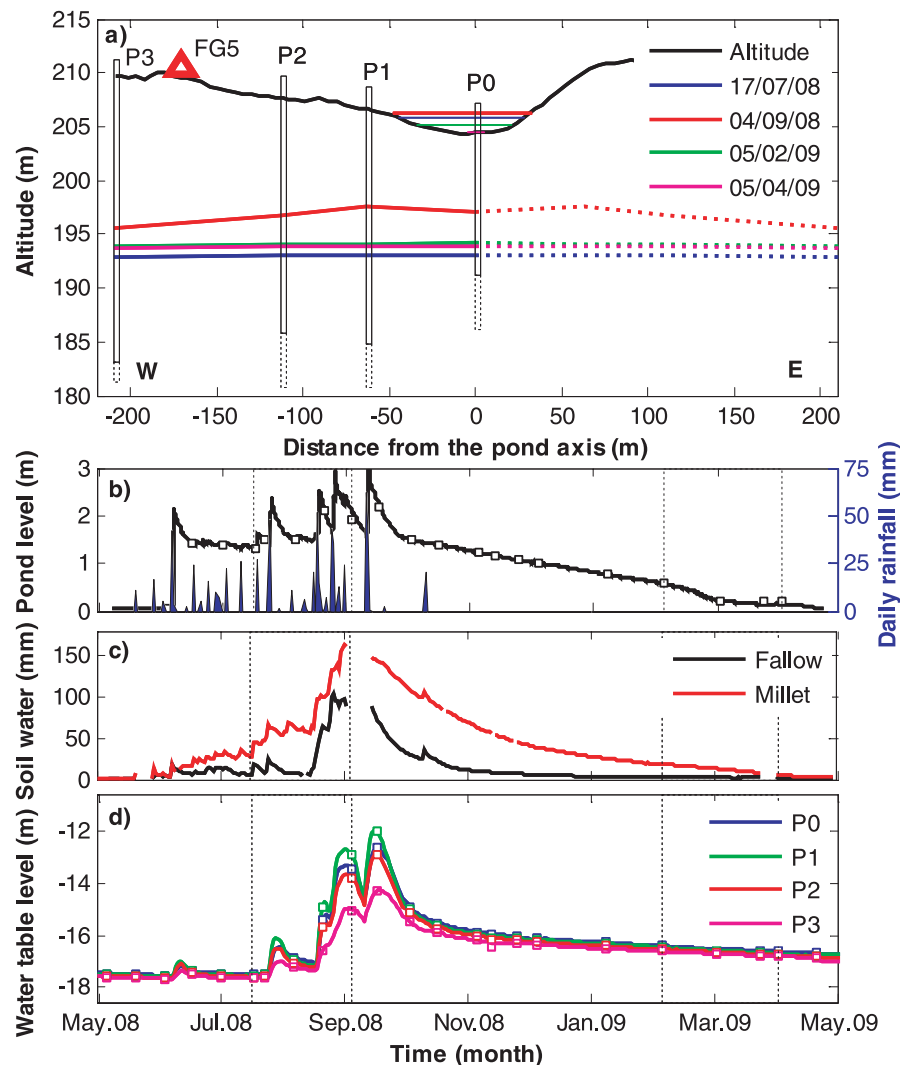 a)
P3
FG5
P2
P1
P0
Altitude
17/07/08
04/09/08
05/02/09
05/04/09
Altitude (m)
215
210
205
200
195
190
185
180
W
E
-200
-150
-100
-50
0
50
100
150
200
Distance from the pond axis (m)
b)
Pond level (m)
3
2
1
0
75
50
25
0
Daily rainfall (mm)
c)
Soil water (mm)
150
100
50
0
Fallow
Millet
d)
Water table level (m)
-12
-14
-16
-18
P0
P1
P2
P3
May.08
Jul.08
Sep.08
Nov.08
Jan.09
Mar.09
May.09
Time (month)